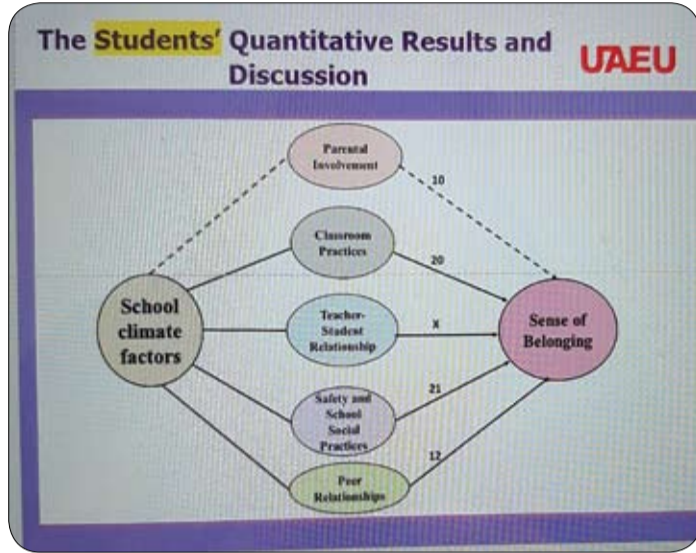 The Students' Quantitative Results and
Discussion
UAEU
Parental
Involvement
10
Classroom
Practices
20
School
climate
factors
Teacher-
Student
Relationship
X
Sense of
Belonging
Safety and
School
Social
Practices
21
Peer
Relationships
12